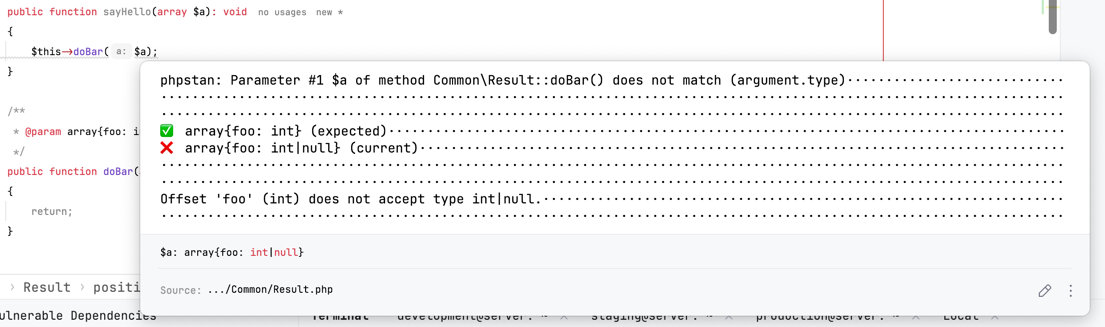 public function sayHello(array $a): void no usages new *
{
$this→doBar( a: $a);
}
phpstan: Parameter #1 $a of method Common\Result::doBar() does not match (argument.type)
/**
* @param array{foo: i
✅ array{foo: int} (expected)
❌ array{foo: int|null} (current)
*/
public function doBar(
{
Offset 'foo' (int) does not accept type int|null.
return;
}
$a: array{foo: int|null}
Source: .../Common/Result.php
› Result › positi
ulnerable Dependencies
Terminal development@server: ~ × staging@server: ~ × production@server: ~ × Local ×